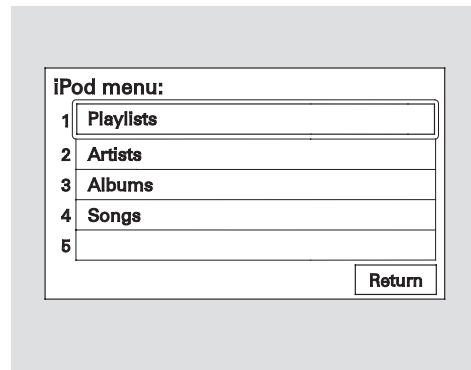 iPod menu:
1 Playlists
2 Artists
3 Albums
4 Songs
5
Return